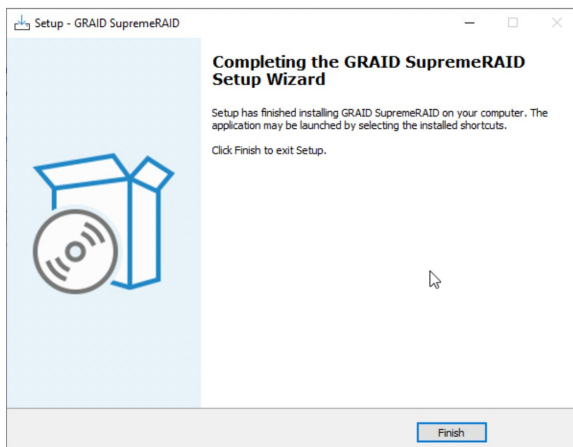 Setup - GRAID SupremeRAID
Completing the GRAID SupremeRAID
Setup Wizard
Setup has finished installing GRAID SupremeRAID on your computer. The
application may be launched by selecting the installed shortcuts.
Click Finish to exit Setup.
Finish